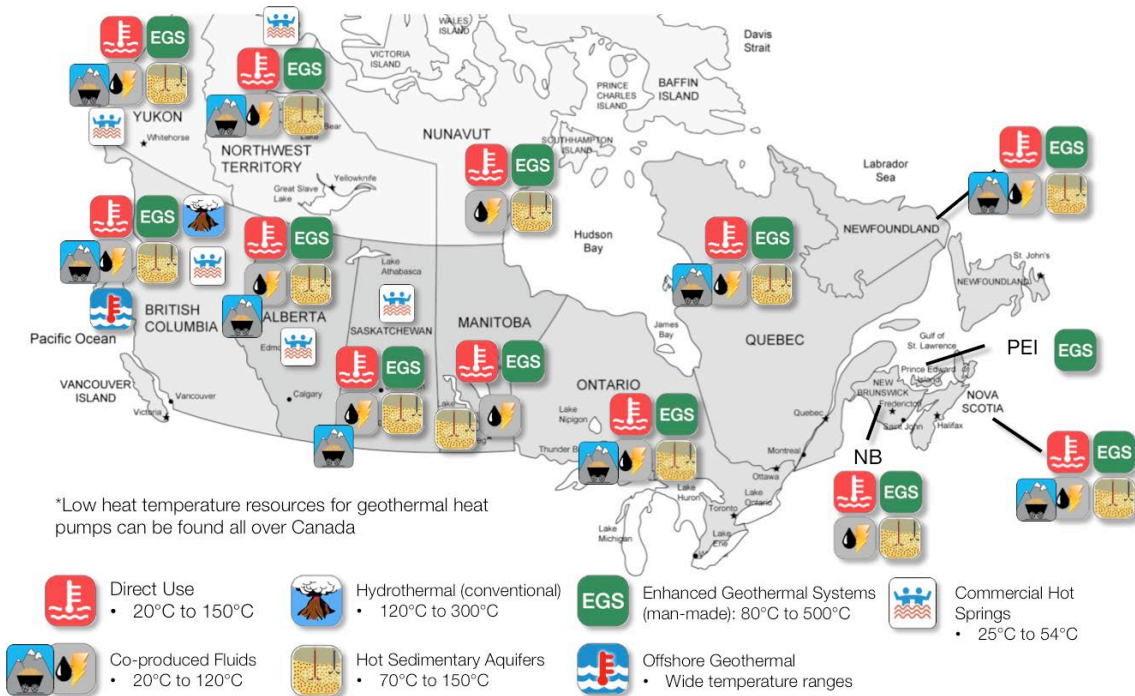 WALES
ISLAND
VICTORIA
ISLAND
Davis
Strait
PRINCE
CHARLES
ISLAND
BAFFIN
ISLAND
EGS
EGS
YUKON
Whitehorse
Bear
NORTHWEST
TERRITORY
NUNAVUT
SOUTHHAMPTON
ISLAND
Great Slave
Lake
Yellowknife
EGS
EGS
Labrador
Sea
EGS
EGS
EGS
Hudson
Bay
NEWFOUNDLAND
St. John's
NEWFOUNDLAND
Lake
Athabasca
BRITISH
COLUMBIA
ALBERTA
SASKATCHEWAN
MANITOBA
James
Bay
QUEBEC
Gulf of
St. Lawrence
Pacific Ocean
PEI
EGS
Prince Edward
VANCOUVER
ISLAND
Vancouver
Victoria
Calgary
EGS
EGS
ONTARIO
Lake
Nipigon
EGS
NEW
BRUNSWICK
Fredericton
Saint John
NOVA
SCOTIA
Halifax
Quebec
Montreal
Ottawa
Lake
Huron
Toronto
Lake
Ontario
Lake
Michigan
Lake
Erie
NB
EGS
EGS
*Low heat temperature resources for geothermal heat
pumps can be found all over Canada
Direct Use
• 20°C to 150°C
Hydrothermal (conventional)
• 120°C to 300°C
EGS
Enhanced Geothermal Systems
(man-made): 80°C to 500°C
Commercial Hot
Springs
• 25°C to 54°C
Co-produced Fluids
• 20°C to 120°C
Hot Sedimentary Aquifers
• 70°C to 150°C
Offshore Geothermal
• Wide temperature ranges